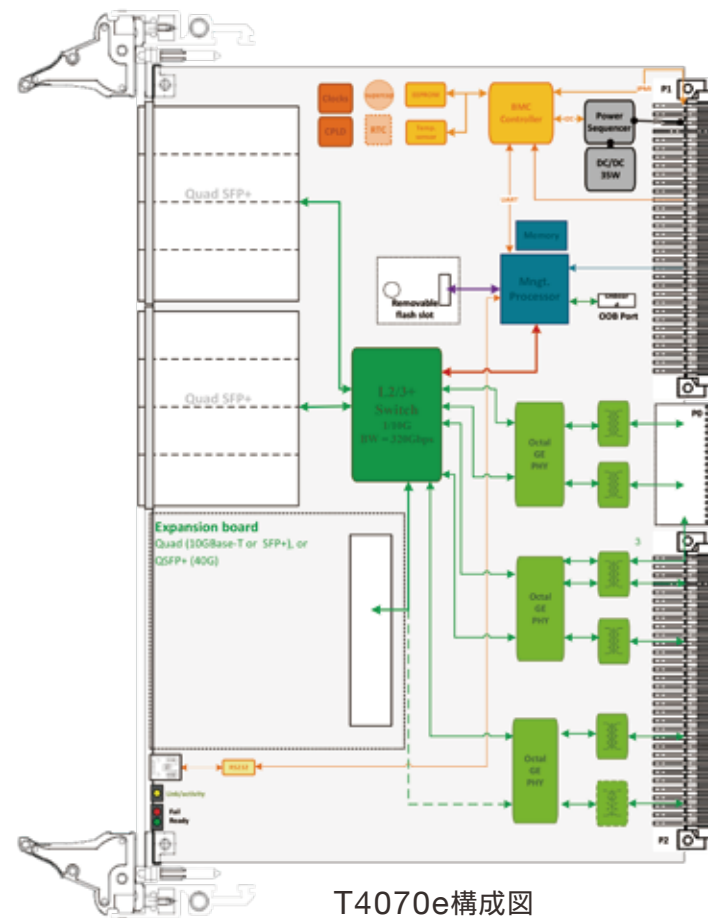 P1
IPMB
Clocks
Supercap
EEPROM
BMC
Controller
Power
Sequencer
I2C
CPLD
RTC
Temp.
sensor
DC/DC
35W
Quad SFP+
UART
Memory
Mngt.
Processor
Removable
flash slot
OOB Port
Quad SFP+
L2/3+
Switch
1/10G
BW = 320Gbps
P0
Octal
GE
PHY
Expansion board
Quad (10GBase-T or SFP+), or
QSFP+ (40G)
3
Octal
GE
PHY
Octal
GE
PHY
RS232
Link/activity
Fail
Ready
P2
T4070e構成図